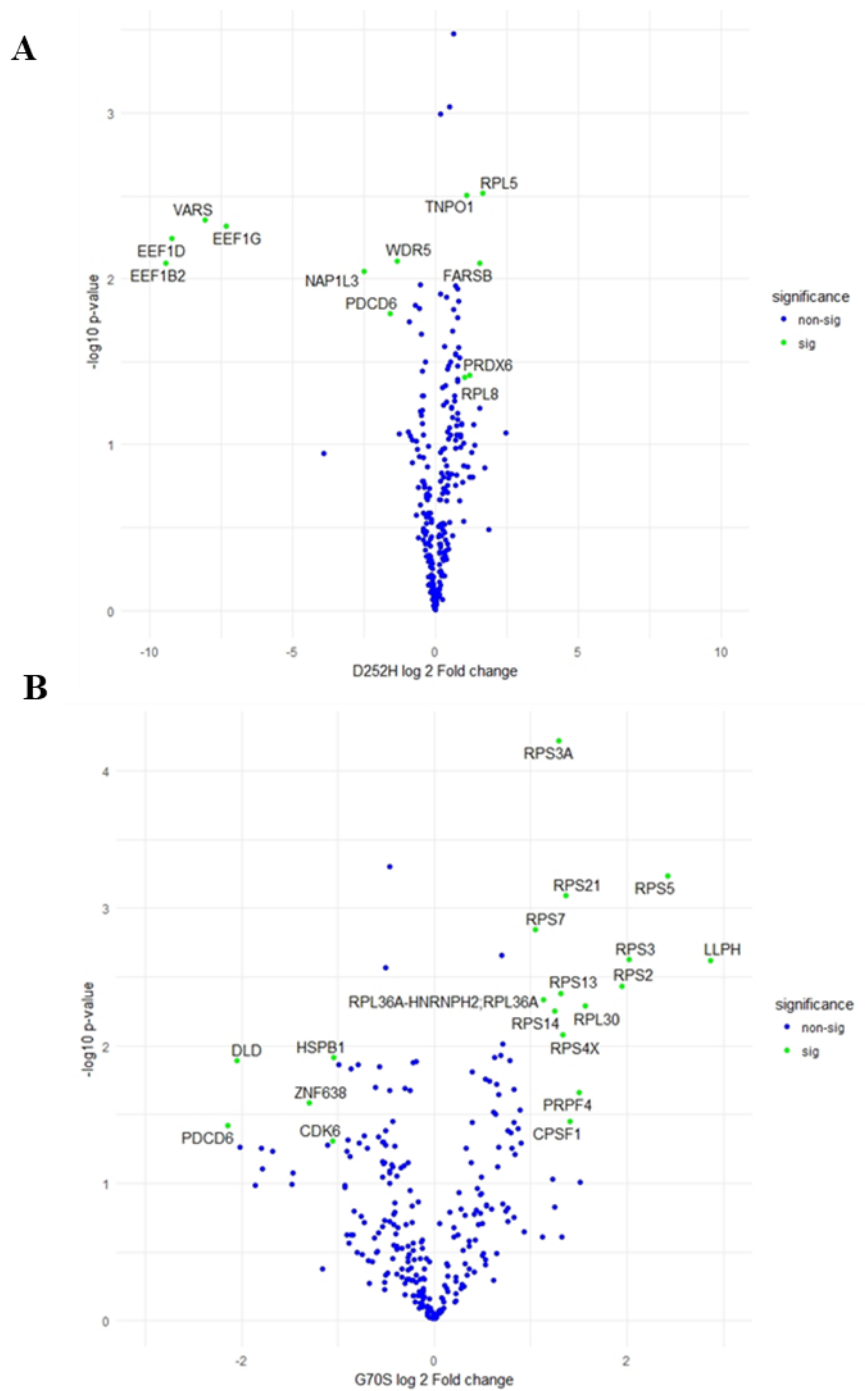 A
3
2
1
0
-log10 p-value
RPL5
TNPO1
VARS
EEF1G
EEF1D
EEF1B2
WDR5
NAP1L3
FARSB
PDCD6
PRDX6
RPL8
significance
non-sig
sig
-10 -5 0 5 10
D252H log 2 Fold change
B
4
3
2
1
0
-log10 p-value
RPS3A
RPS21
RPS5
RPS7
RPS3
LLPH
RPS2
RPS13
RPL36A-HNRNPH2;RPL36A
RPS14
RPL30
RPS4X
DLD
HSPB1
ZNF638
PRPF4
PDCD6
CDK6
CPSF1
significance
non-sig
sig
-2 0 2
G70S log 2 Fold change